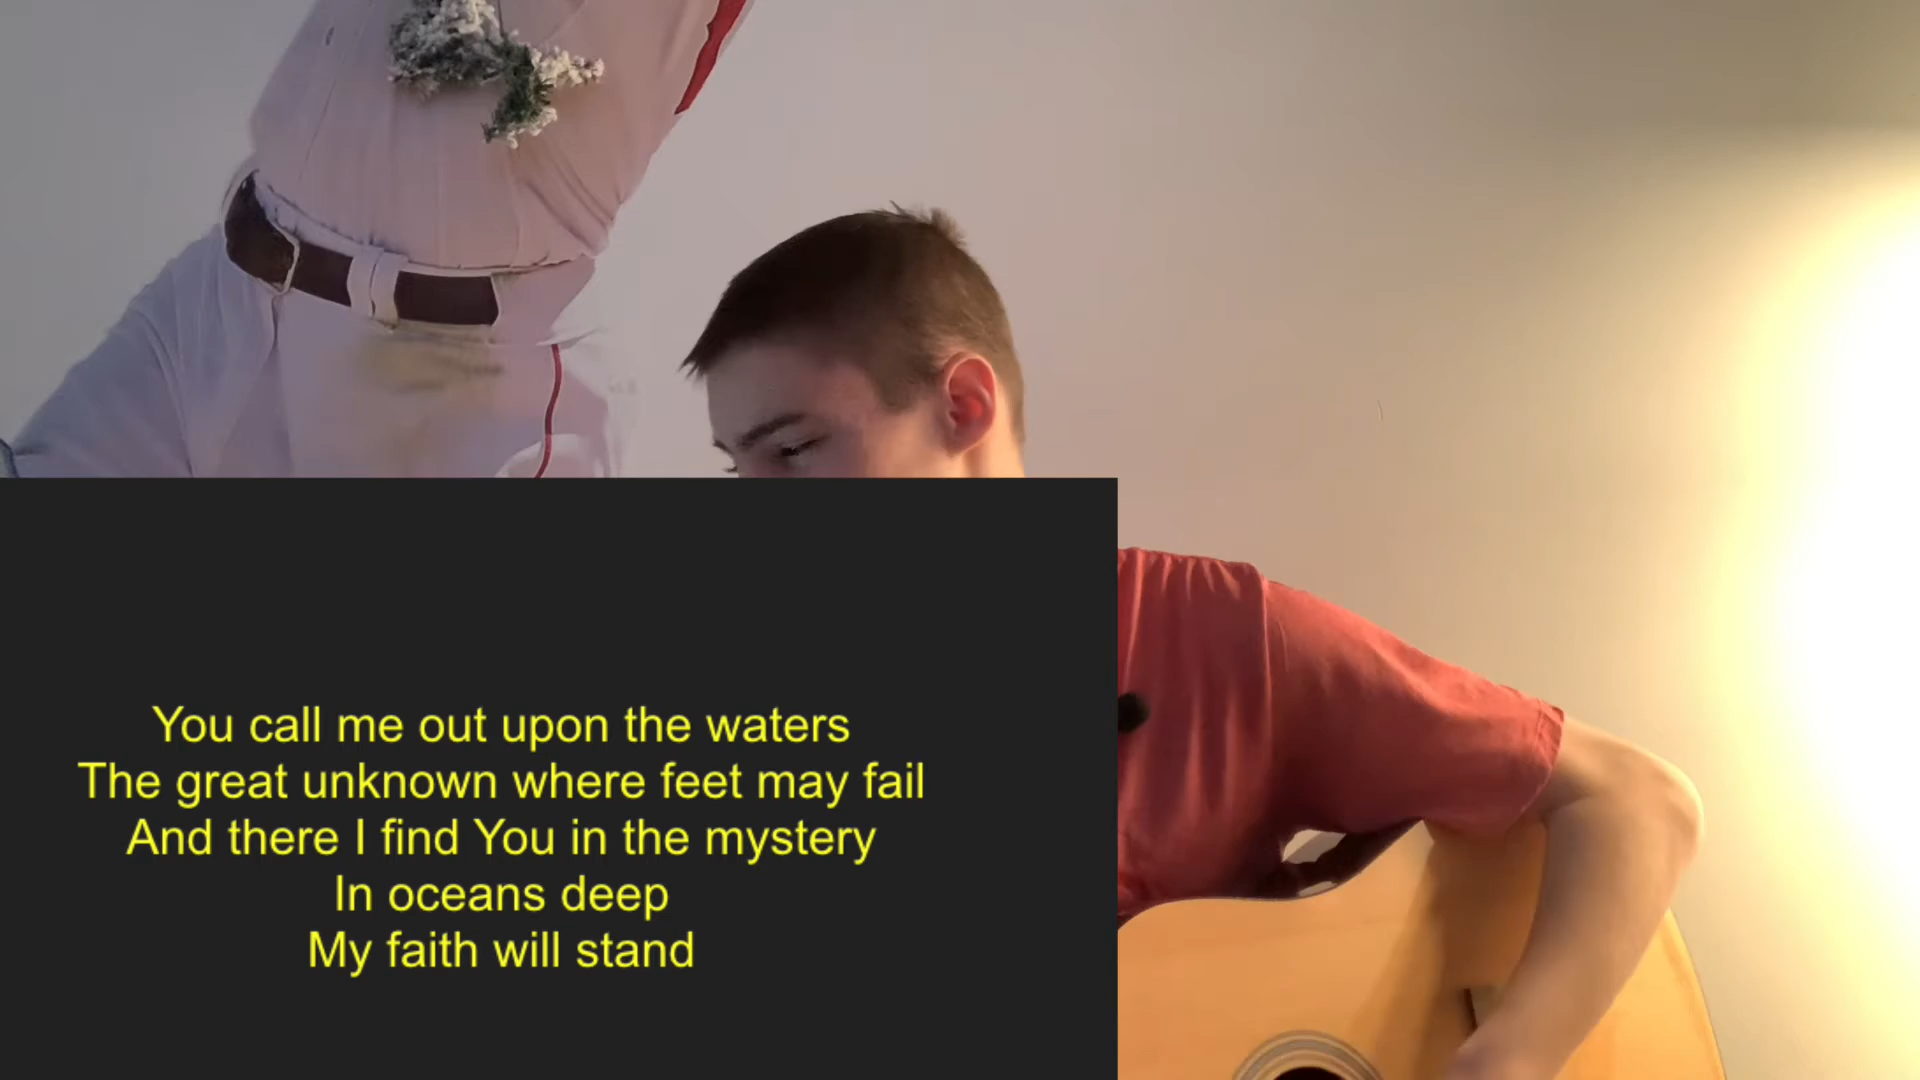 You call me out upon the waters
The great unknown where feet may fail
And there I find You in the mystery
In oceans deep
My faith will stand